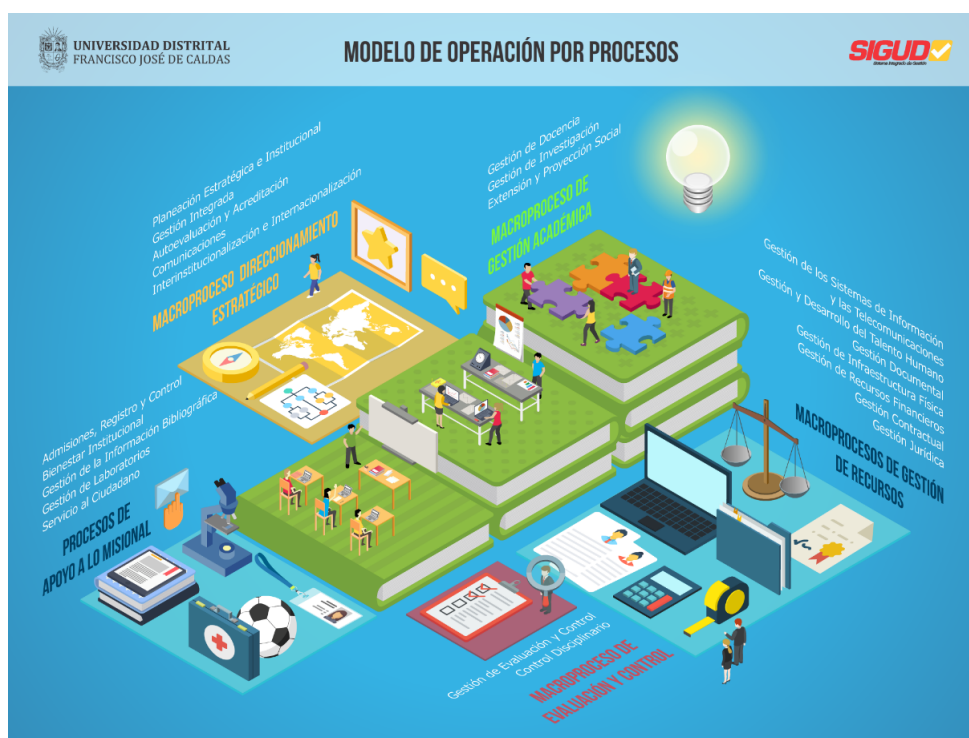 UNIVERSIDAD DISTRITAL
FRANCISCO JOSÉ DE CALDAS
MODELO DE OPERACIÓN POR PROCESOS
SIGUD
Sistema Integrado de Gestión
Planeación Estratégica e Institucional
Gestión Integrada
Autoevaluación y Acreditación
Comunicaciones
Interinstitucionalización e Internacionalización
MACROPROCESO DIRECCIONAMIENTO
ESTRATÉGICO
Gestión de Docencia
Gestión de Investigación
Extensión y Proyección Social
MACROPROCESO DE
GESTIÓN ACADÉMICA
Gestión de los Sistemas de Información
y las Telecomunicaciones
Gestión y Desarrollo del Talento Humano
Gestión Documental
Gestión de Infraestructura Física
Gestión de Recursos Financieros
Gestión Contractual
Gestión Jurídica
MACROPROCESOS DE GESTIÓN
DE RECURSOS
Admisiones, Registro y Control
Bienestar Institucional
Gestión de la Información Bibliográfica
Gestión de Laboratorios
Servicio al Ciudadano
PROCESOS DE
APOYO A LO MISIONAL
Gestión de Evaluación y Control
Control Disciplinario
MACROPROCESO DE
EVALUACIÓN Y CONTROL